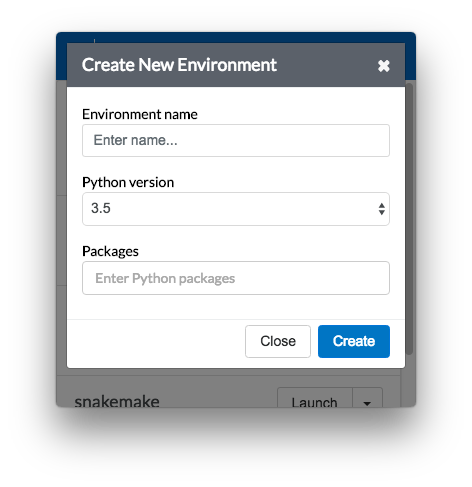 Create New Environment ✖
Environment name
Enter name...
Python version
3.5
Packages
Enter Python packages
Close Create
snakemake Launch